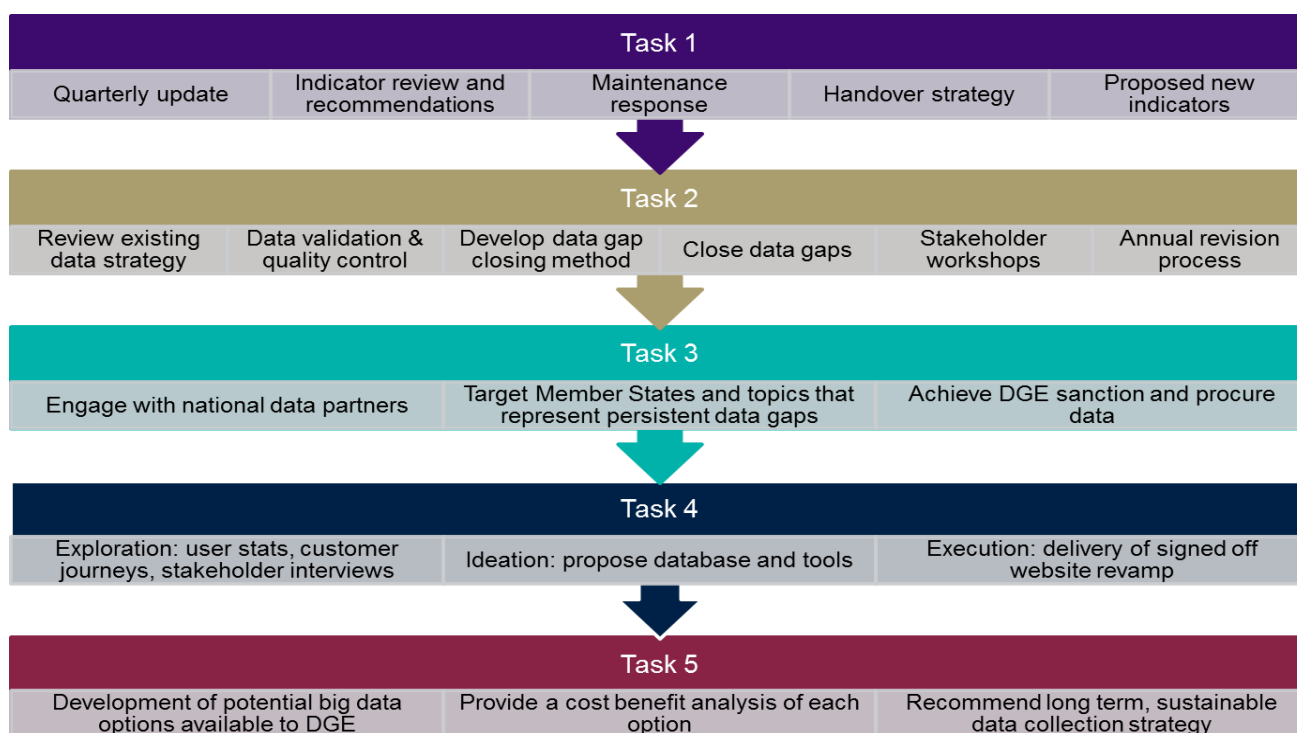 Task 1
Quarterly update
Indicator review and
recommendations
Maintenance
response
Handover strategy
Proposed new
indicators
Task 2
Review existing
data strategy
Data validation &
quality control
Develop data gap
closing method
Close data gaps
Stakeholder
workshops
Annual revision
process
Task 3
Engage with national data partners
Target Member States and topics that
represent persistent data gaps
Achieve DGE sanction and procure
data
Task 4
Exploration: user stats, customer
journeys, stakeholder interviews
Ideation: propose database and tools
Execution: delivery of signed off
website revamp
Task 5
Development of potential big data
options available to DGE
Provide a cost benefit analysis of each
option
Recommend long term, sustainable
data collection strategy